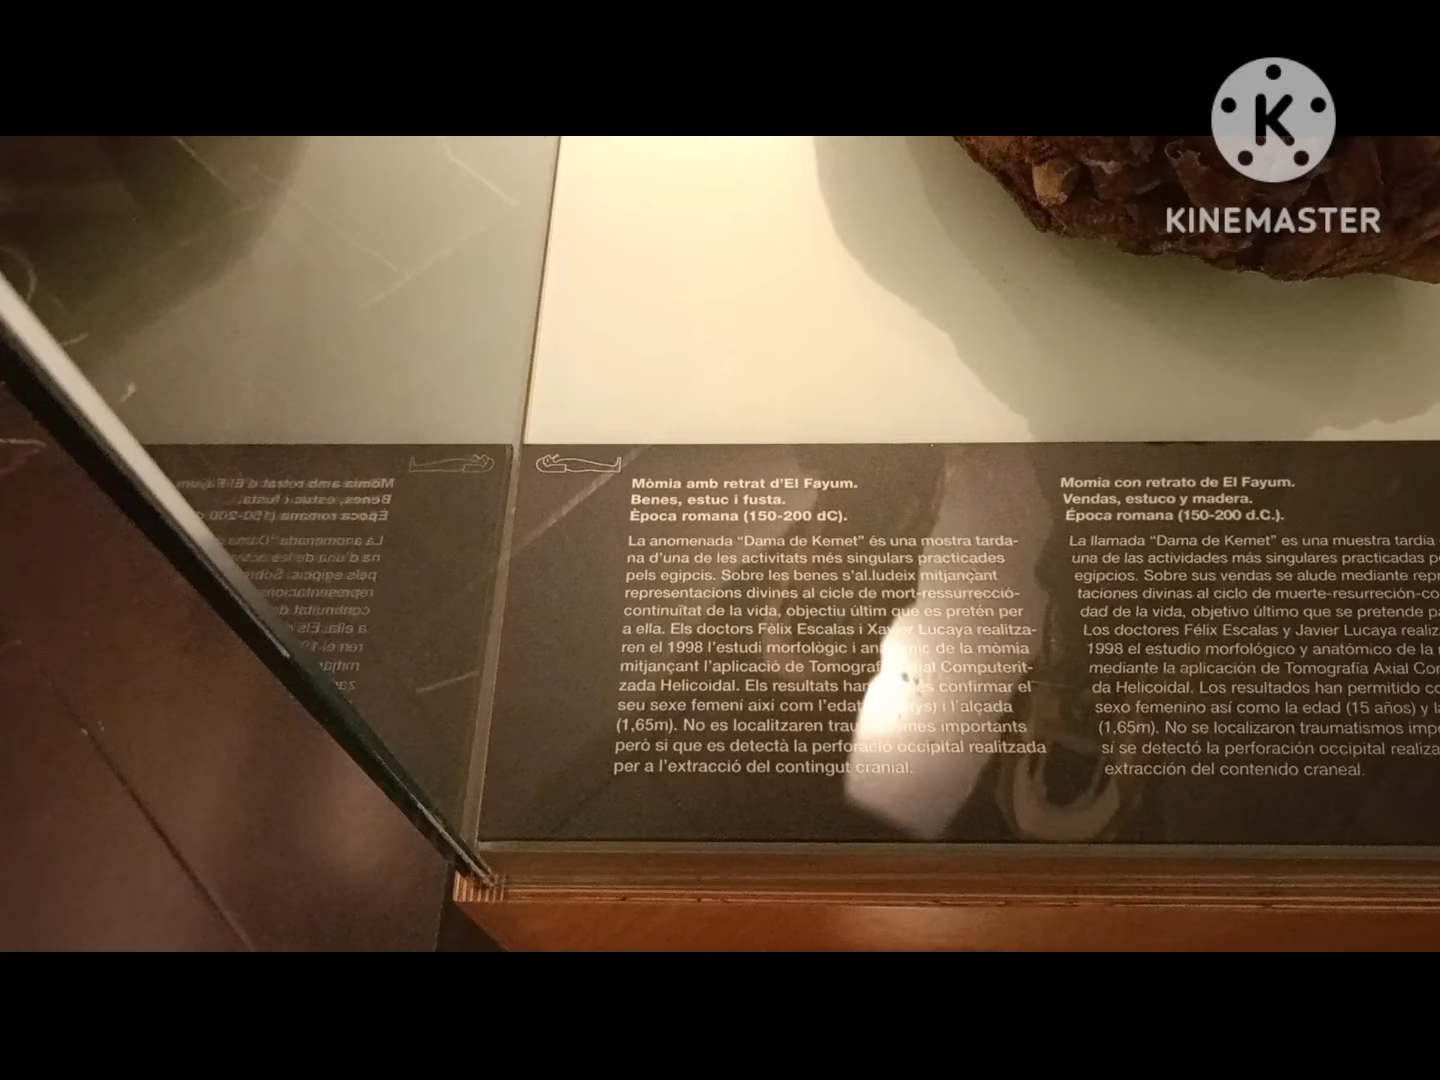 KINEMASTER
Mòmia amb retrat d'El Fayum.
Benes, estuc i fusta.
Època romana (150-200 dC).
La anomenada "Dama de Kemet" és una mostra tarda-
na d'una de les activitats més singulars practicades
pels egipcis. Sobre les benes s'al.ludeix mitjançant
representacions divines al cicle de mort-ressurrecció-
continuïtat de la vida, objectiu últim que es pretén per
a ella. Els doctors Fèlix Escalas i Xavier Lucaya realitza-
ren el 1998 l'estudi morfològic i anatòmic de la mòmia
mitjançant l'aplicació de Tomografia Axial Computerit-
zada Helicoidal. Els resultats han confirmar el
seu sexe femení així com l'edat i l'alçada
(1,65m). No es localitzaren traumatismes importants
però si que es detectà la perforació occipital realitzada
per a l'extracció del contingut cranial.
Momia con retrato de El Fayum.
Vendas, estuco y madera.
Época romana (150-200 d.C.).
La llamada "Dama de Kemet" es una muestra tardía
una de las actividades más singulares practicadas
egipcios. Sobre sus vendas se alude mediante
taciones divinas al ciclo de muerte-resurreción-
dad de la vida, objetivo último que se pretende
Los doctores Félix Escalas y Javier Lucaya
1998 el estudio morfológico y anatómico de la
mediante la aplicación de Tomografía Axial
da Helicoidal. Los resultados han permitido
sexo femenino así como la edad (15 años) y
(1,65m). No se localizaron traumatismos
sí se detectó la perforación occipital
extracción del contenido craneal.